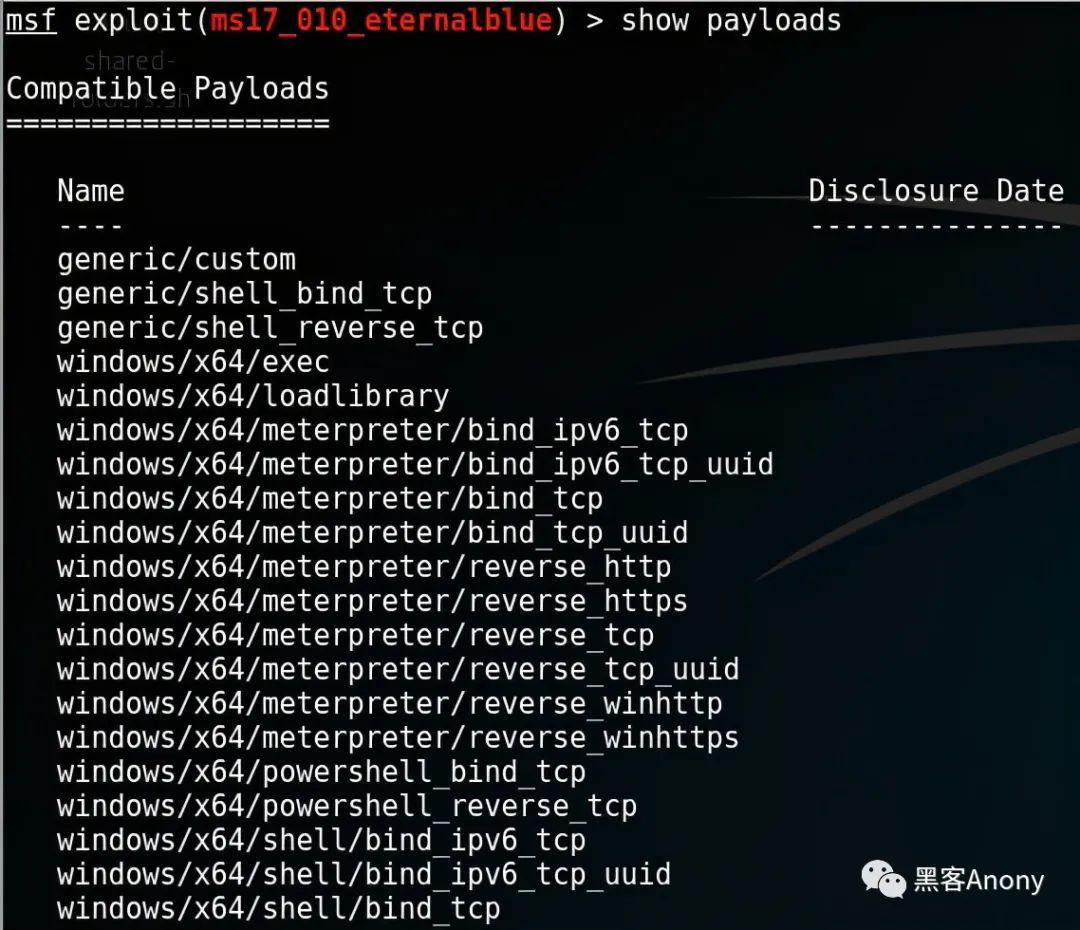 msf exploit(ms17_010_eternalblue) > show payloads
shared-
Compatible Payloads
folders.sh
===================
Name Disclosure Date
---- ---------------
generic/custom
generic/shell_bind_tcp
generic/shell_reverse_tcp
windows/x64/exec
windows/x64/loadlibrary
windows/x64/meterpreter/bind_ipv6_tcp
windows/x64/meterpreter/bind_ipv6_tcp_uuid
windows/x64/meterpreter/bind_tcp
windows/x64/meterpreter/bind_tcp_uuid
windows/x64/meterpreter/reverse_http
windows/x64/meterpreter/reverse_https
windows/x64/meterpreter/reverse_tcp
windows/x64/meterpreter/reverse_tcp_uuid
windows/x64/meterpreter/reverse_winhttp
windows/x64/meterpreter/reverse_winhttps
windows/x64/powershell_bind_tcp
windows/x64/powershell_reverse_tcp
windows/x64/shell/bind_ipv6_tcp
windows/x64/shell/bind_ipv6_tcp_uuid
windows/x64/shell/bind_tcp
黑客Anony